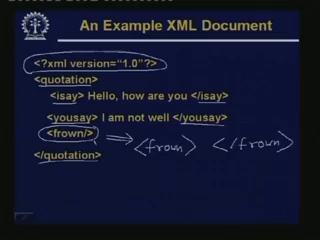 An Example XML Document
<?xml version="1.0"?>
<quotation>
<isay> Hello, how are you </isay>
<yousay> I am not well </yousay>
<frown/> ⇒ <frown> </frown>
</quotation>